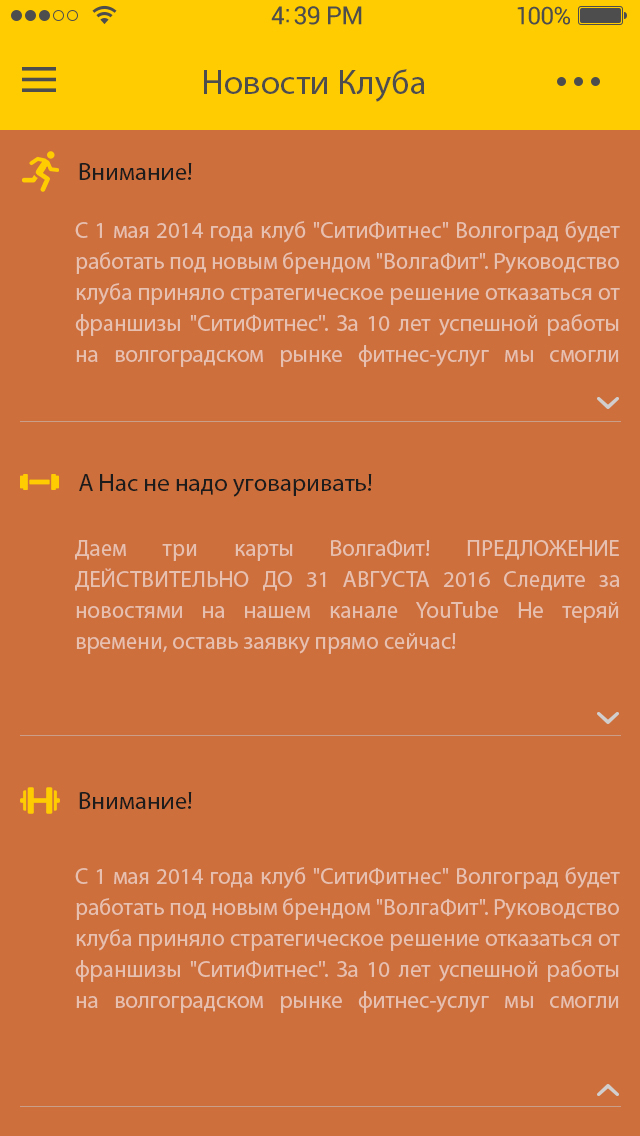 4:39 PM 100%
Новости Клуба
Внимание!
С 1 мая 2014 года клуб "СитиФитнес" Волгоград будет
работать под новым брендом "ВолгаФит". Руководство
клуба приняло стратегическое решение отказаться от
франшизы "СитиФитнес". За 10 лет успешной работы
на волгоградском рынке фитнес-услуг мы смогли
А Нас не надо уговаривать!
Даем три карты ВолгаФит! ПРЕДЛОЖЕНИЕ
ДЕЙСТВИТЕЛЬНО ДО 31 АВГУСТА 2016 Следите за
новостями на нашем канале YouTube Не теряй
времени, оставь заявку прямо сейчас!
Внимание!
С 1 мая 2014 года клуб "СитиФитнес" Волгоград будет
работать под новым брендом "ВолгаФит". Руководство
клуба приняло стратегическое решение отказаться от
франшизы "СитиФитнес". За 10 лет успешной работы
на волгоградском рынке фитнес-услуг мы смогли